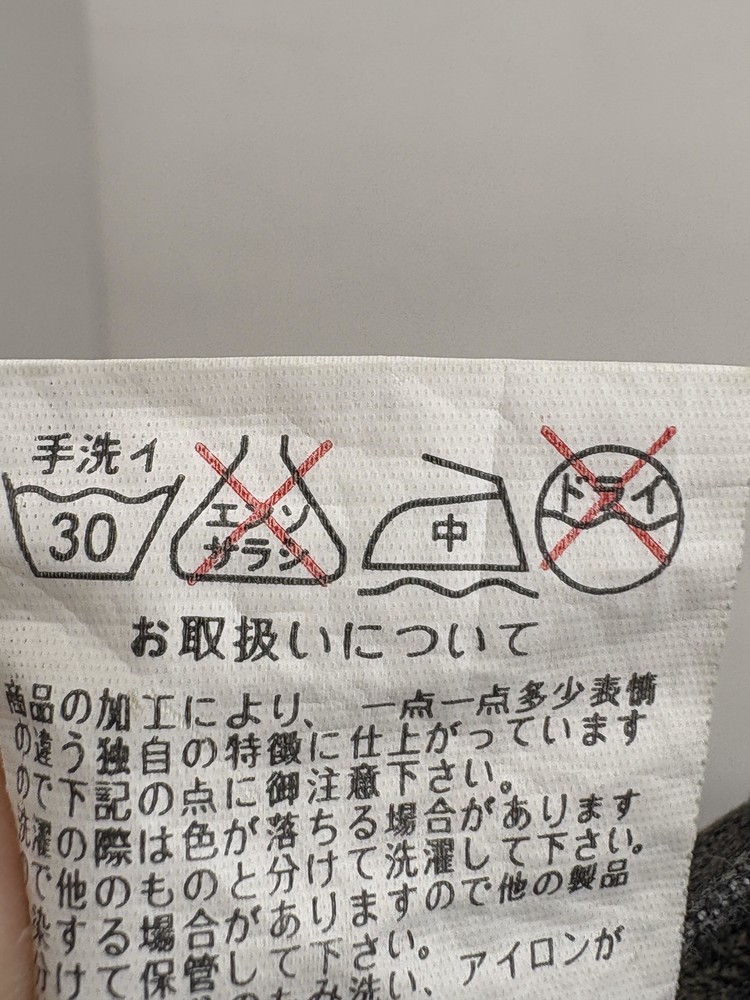 手洗イ
30
エンソ
サラシ
中
ドライ
お取扱いについて
商品の加工により、一点一点多少表情
の違う独自の特徴に仕上がっています
ので下記の点に御注意下さい。
洗濯の際は色が落ちる場合があります
で他のものと分けて洗濯して下さい。
染する場合がありますので他の製品
分けて保管して下さい。
み洗い、アイロンが